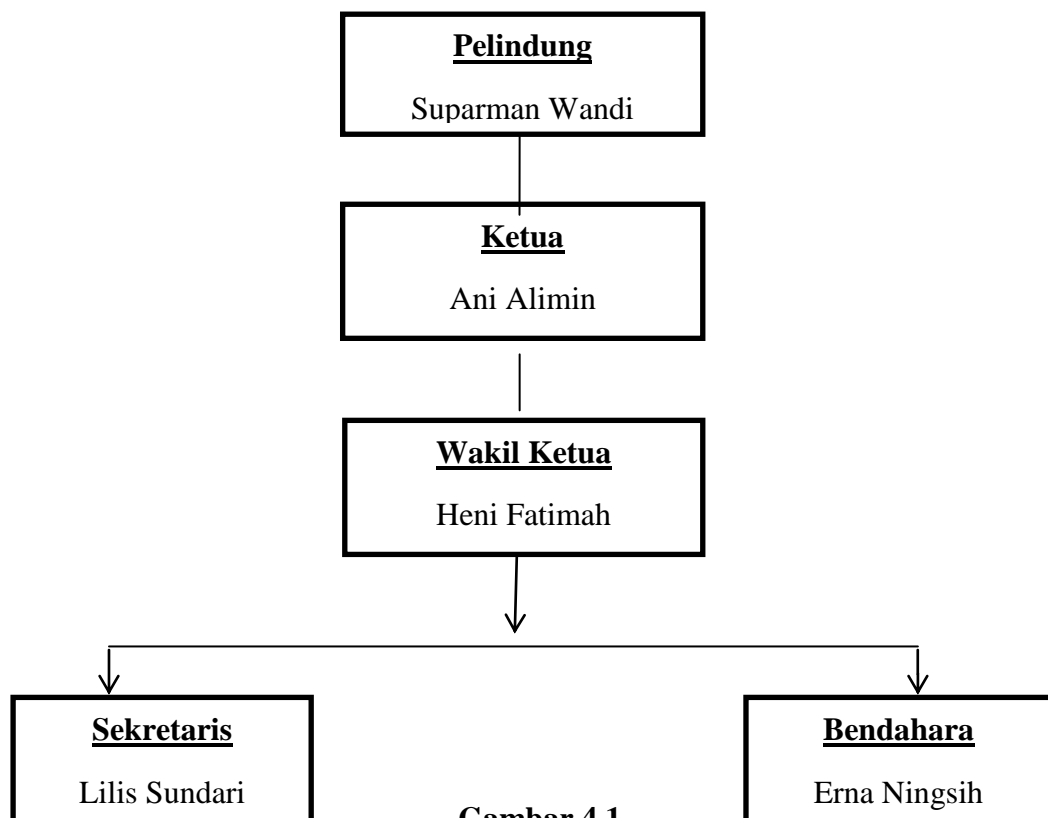 Pelindung
Suparman Wandi
Ketua
Ani Alimin
Wakil Ketua
Heni Fatimah
Sekretaris
Lilis Sundari
Bendahara
Erna Ningsih
Gambar 4.1